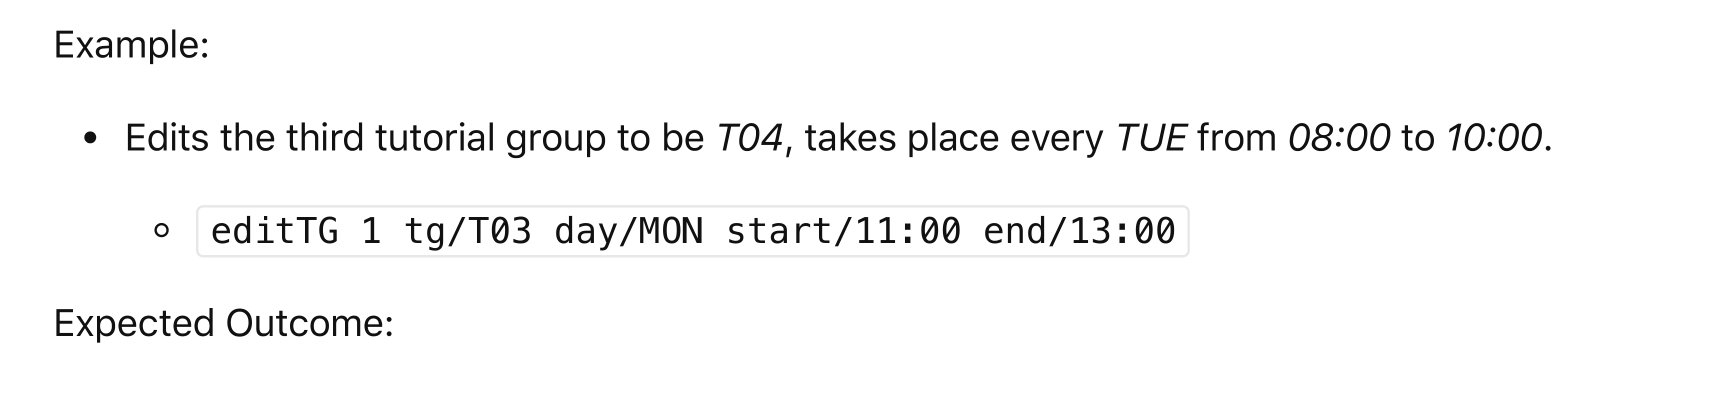 Example:
Edits the third tutorial group to be T04, takes place every TUE from 08:00 to 10:00.
editTG 1 tg/T03 day/MON start/11:00 end/13:00
Expected Outcome: